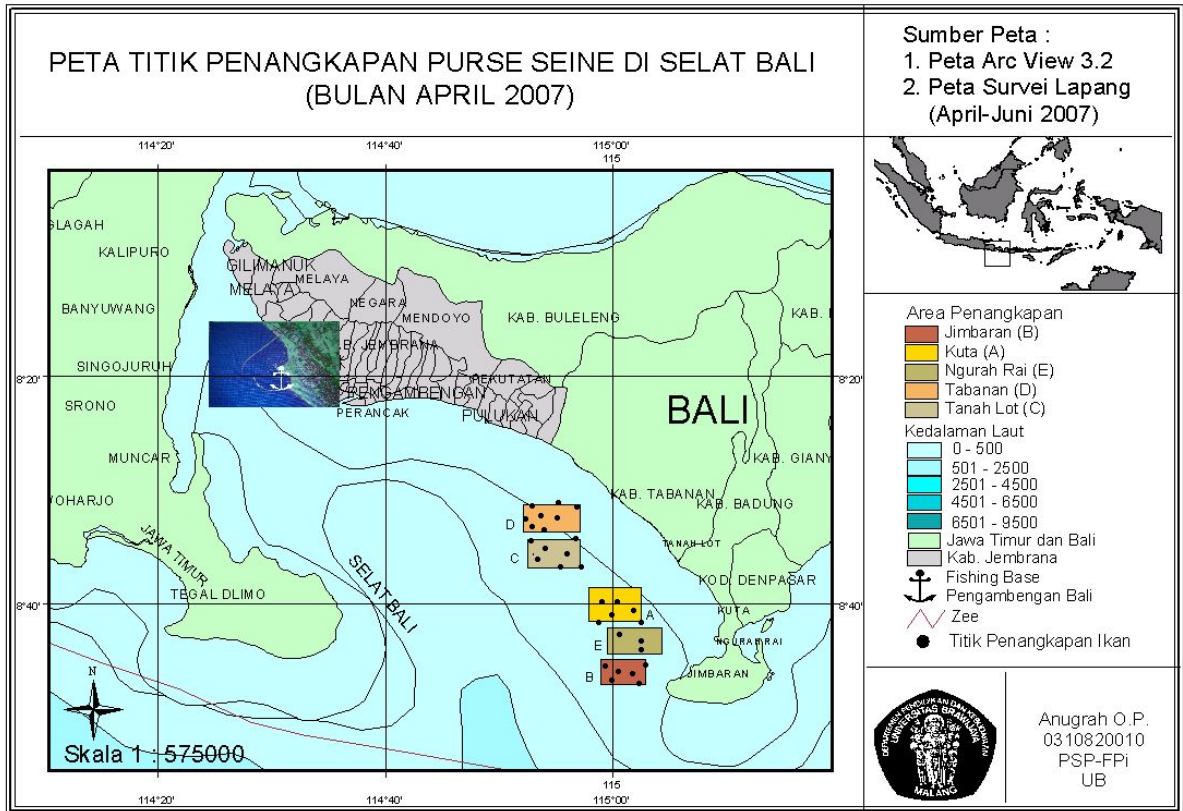 PETA TITIK PENANGKAPAN PURSE SEINE DI SELAT BALI
(BULAN APRIL 2007)
Sumber Peta :
1. Peta Arc View 3.2
2. Peta Survei Lapang
(April-Juni 2007)
114°20' 114°40' 115°00'
115
GLAGAH
KALIPURO
GILIMANUK
MELAYA
MELAYA
BANYUWANG
NEGARA
MENDOYO
KAB. BULELENG
KAB.
B. JEMBRANA
SINGOJURUH
8°20' 8°20'
PEKUTATAN
PENGAMBENGAN
SRONO
PERANCAK
PULUKAN
BALI
MUNCAR
KAB. GIANY
KAB. TABANAN
KAB. BADUNG
WOHARJO
D
JAWA TIMUR
TANAH LOT
C
SELAT BALI
TEGAL DLIMO
KOD. DENPASAR
8°40' 8°40'
A
KUTA
E
NGURAH RAI
B
JIMBARAN
N
Skala 1 : 575000
115
114°20' 114°40' 115°00'
Area Penangkapan
Jimbaran (B)
Kuta (A)
Ngurah Rai (E)
Tabanan (D)
Tanah Lot (C)
Kedalaman Laut
0 - 500
501 - 2500
2501 - 4500
4501 - 6500
6501 - 9500
Jawa Timur dan Bali
Kab. Jembrana
Fishing Base
Pengambengan Bali
Zee
Titik Penangkapan Ikan
DEPARTEMEN PENDIDIKAN DAN KEBUDAYAAN
UNIVERSITAS BRAWIJAYA
MALANG
Anugrah O.P.
0310820010
PSP-FPi
UB